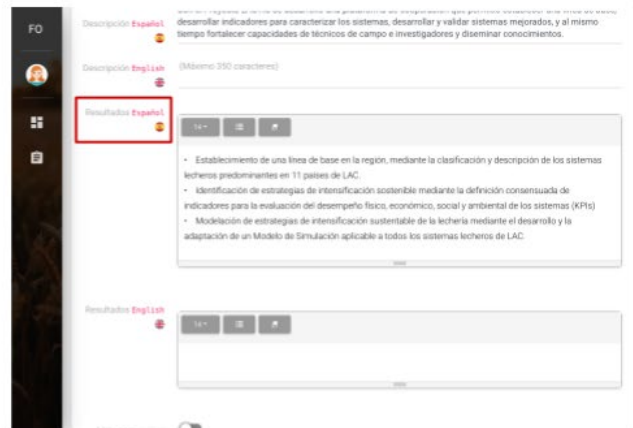 FO
Descripción Español
desarrollar indicadores para caracterizar los sistemas, desarrollar y validar sistemas mejorados, y al mismo
tiempo fortalecer capacidades de técnicos de campo e investigadores y diseminar conocimientos.
Descripción English
(Máximo 350 caracteres)
Resultados Español
14
• Establecimiento de una línea de base en la región, mediante la clasificación y descripción de los sistemas
lecheros predominantes en 11 países de LAC.
• Identificación de estrategias de intensificación sostenible mediante la definición consensuada de
indicadores para la evaluación del desempeño físico, económico, social y ambiental de los sistemas (KPIs)
• Modelación de estrategias de intensificación sustentable de la lechería mediante el desarrollo y la
adaptación de un Modelo de Simulación aplicable a todos los sistemas lecheros de LAC.
Resultados English
14